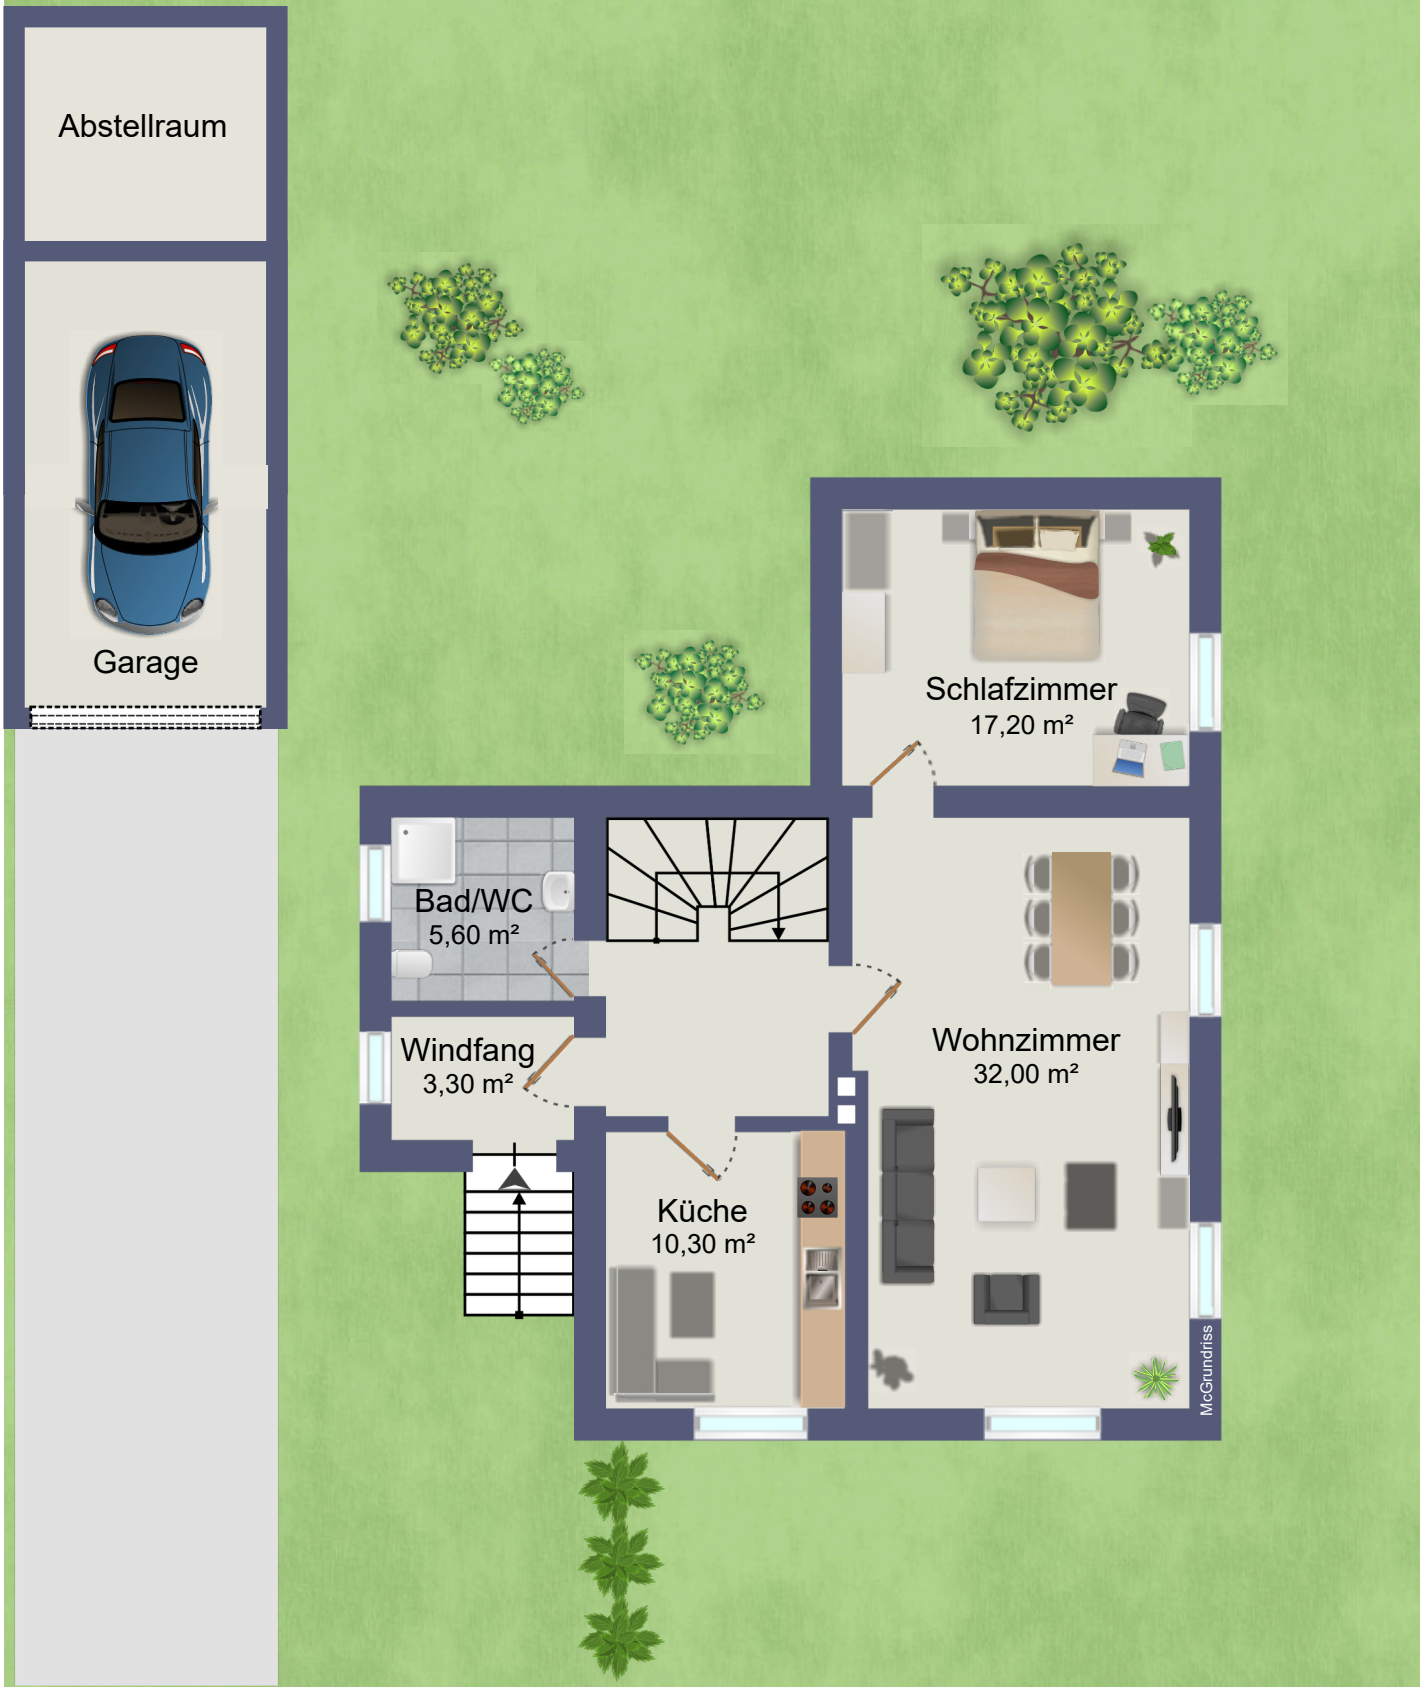 Abstellraum
Garage
Schlafzimmer
17,20 m²
Bad/WC
5,60 m²
Windfang
3,30 m²
Wohnzimmer
32,00 m²
Küche
10,30 m²
McGrundriss